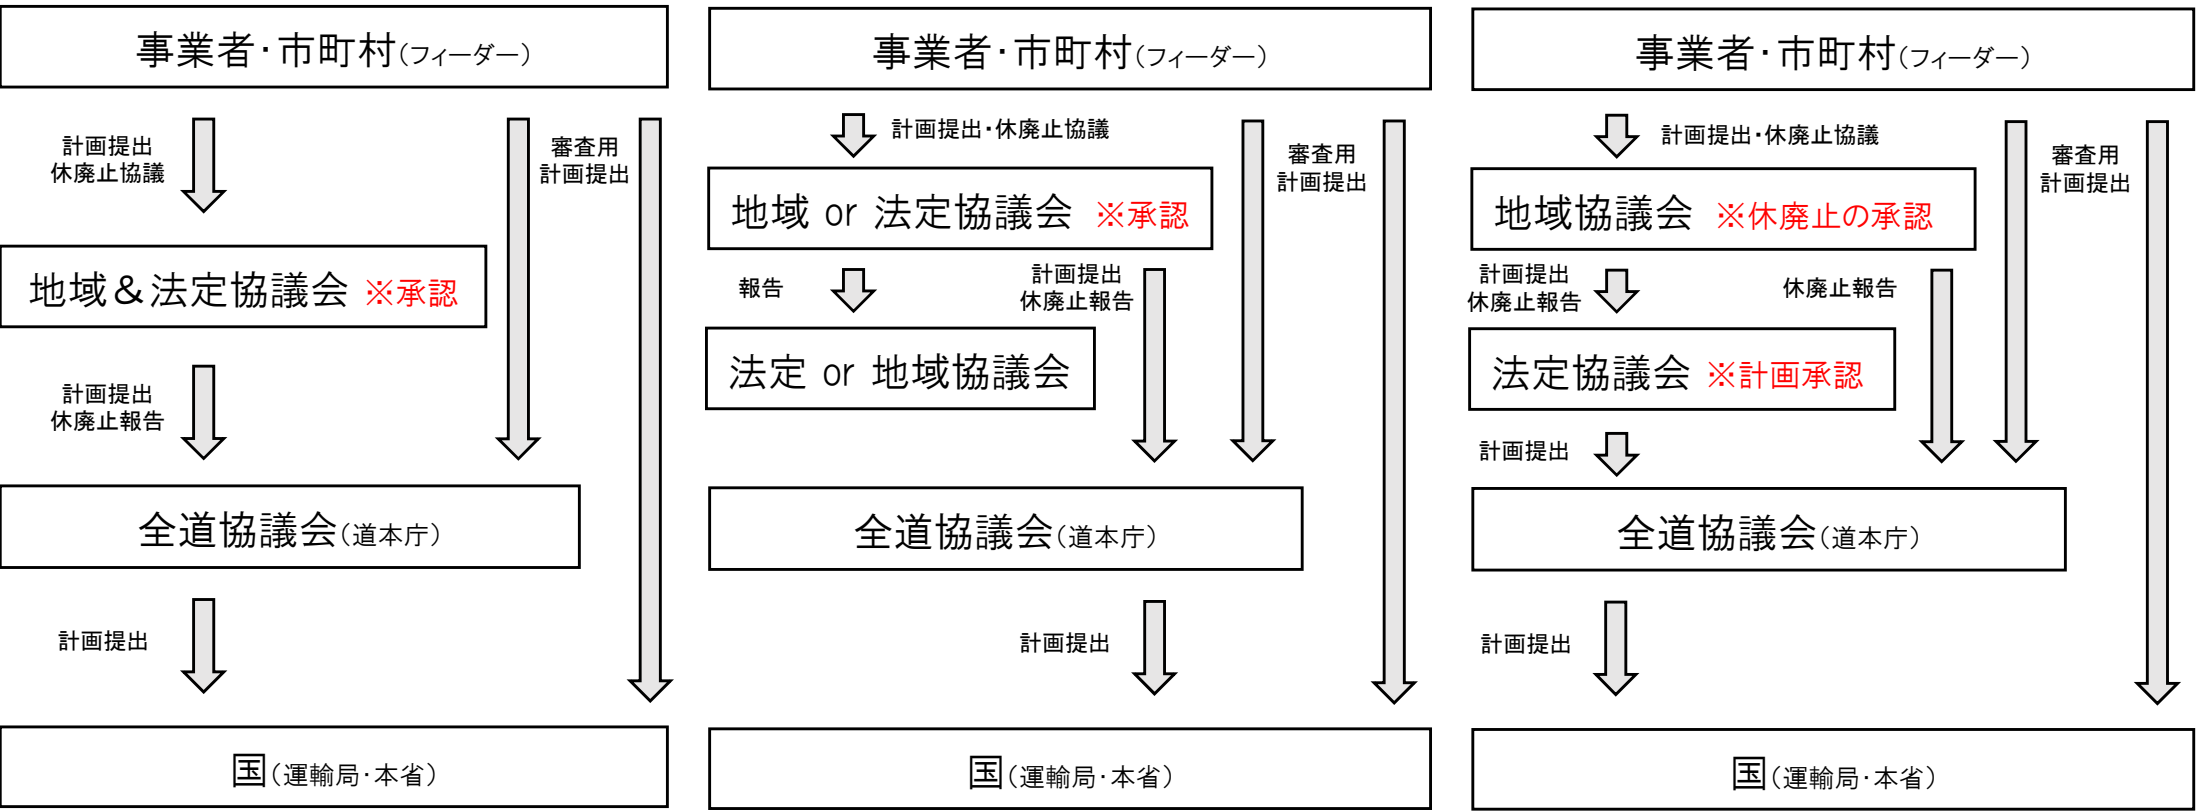 事業者・市町村(フィーダー)
計画提出
休廃止協議
審査用
計画提出
地域＆法定協議会 ※承認
計画提出
休廃止報告
全道協議会(道本庁)
計画提出
国(運輸局・本省)
事業者・市町村(フィーダー)
計画提出・休廃止協議
審査用
計画提出
地域 or 法定協議会 ※承認
報告
計画提出
休廃止報告
法定 or 地域協議会
全道協議会(道本庁)
計画提出
国(運輸局・本省)
事業者・市町村(フィーダー)
計画提出・休廃止協議
審査用
計画提出
地域協議会 ※休廃止の承認
計画提出
休廃止報告
休廃止報告
法定協議会 ※計画承認
計画提出
全道協議会(道本庁)
計画提出
国(運輸局・本省)